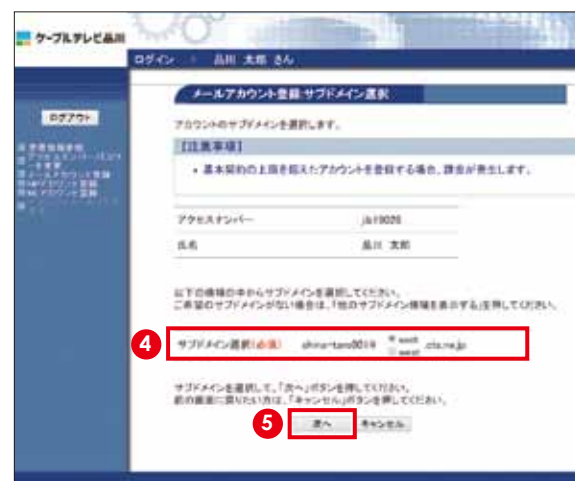 ケーブルテレビ品川
ログイン : 品川 太郎 さん
メールアカウント登録:サブドメイン選択
ログアウト
アカウントのサブドメインを選択します。
【注意事項】
・ 基本契約の上限を超えたアカウントを登録する場合、課金が発生します。
アクセスナンバー
氏名 品川 太郎
以下の候補の中からサブドメインを選択してください。
ご希望のサブドメインがない場合は、「他のサブドメイン候補を表示する」を押してください。
4 サブドメイン選択(必須) east .cts.ne.jp
west
サブドメインを選択して、「次へ」ボタンを押してください。
前の画面に戻りたい方は、「キャンセル」ボタンを押してください。
5 次へ キャンセル